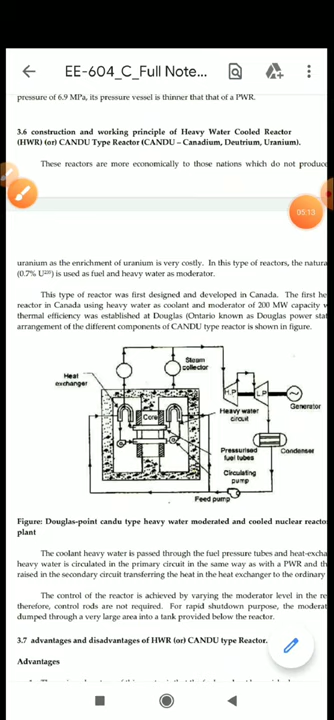 EE-604_C_Full Note...
pressure of 6.9 MPa, its pressure vessel is thinner that that of a PWR.
3.6 construction and working principle of Heavy Water Cooled Reactor
(HWR) (or) CANDU Type Reactor (CANDU – Canadium, Deutrium, Uranium).
These reactors are more economically to those nations which do not produce
05:13
uranium as the enrichment of uranium is very costly. In this type of reactors, the natura
(0.7% U235) is used as fuel and heavy water as moderator.
This type of reactor was first designed and developed in Canada. The first he
reactor in Canada using heavy water as coolant and moderator of 200 MW capacity
thermal efficiency was established at Douglas (Ontario known as Douglas power stat
arrangement of the different components of CANDU type reactor is shown in figure.
Steam
collector
Heat
exchanger
H.P
L.P
Core
Heavy water
circuit
Generator
Pressurised
fuel tubes
Condenser
Circulating
pump
Feed pump
Figure: Douglas-point candu type heavy water moderated and cooled nuclear reacto
plant
The coolant heavy water is passed through the fuel pressure tubes and heat-excha
heavy water is circulated in the primary circuit in the same way as with a PWR and th
raised in the secondary circuit transferring the heat in the heat exchanger to the ordinary
The control of the reactor is achieved by varying the moderator level in the re
therefore, control rods are not required. For rapid shutdown purpose, the moderat
dumped through a very large area into a tank provided below the reactor.
3.7 advantages and disadvantages of HWR (or) CANDU type Reactor.
Advantages